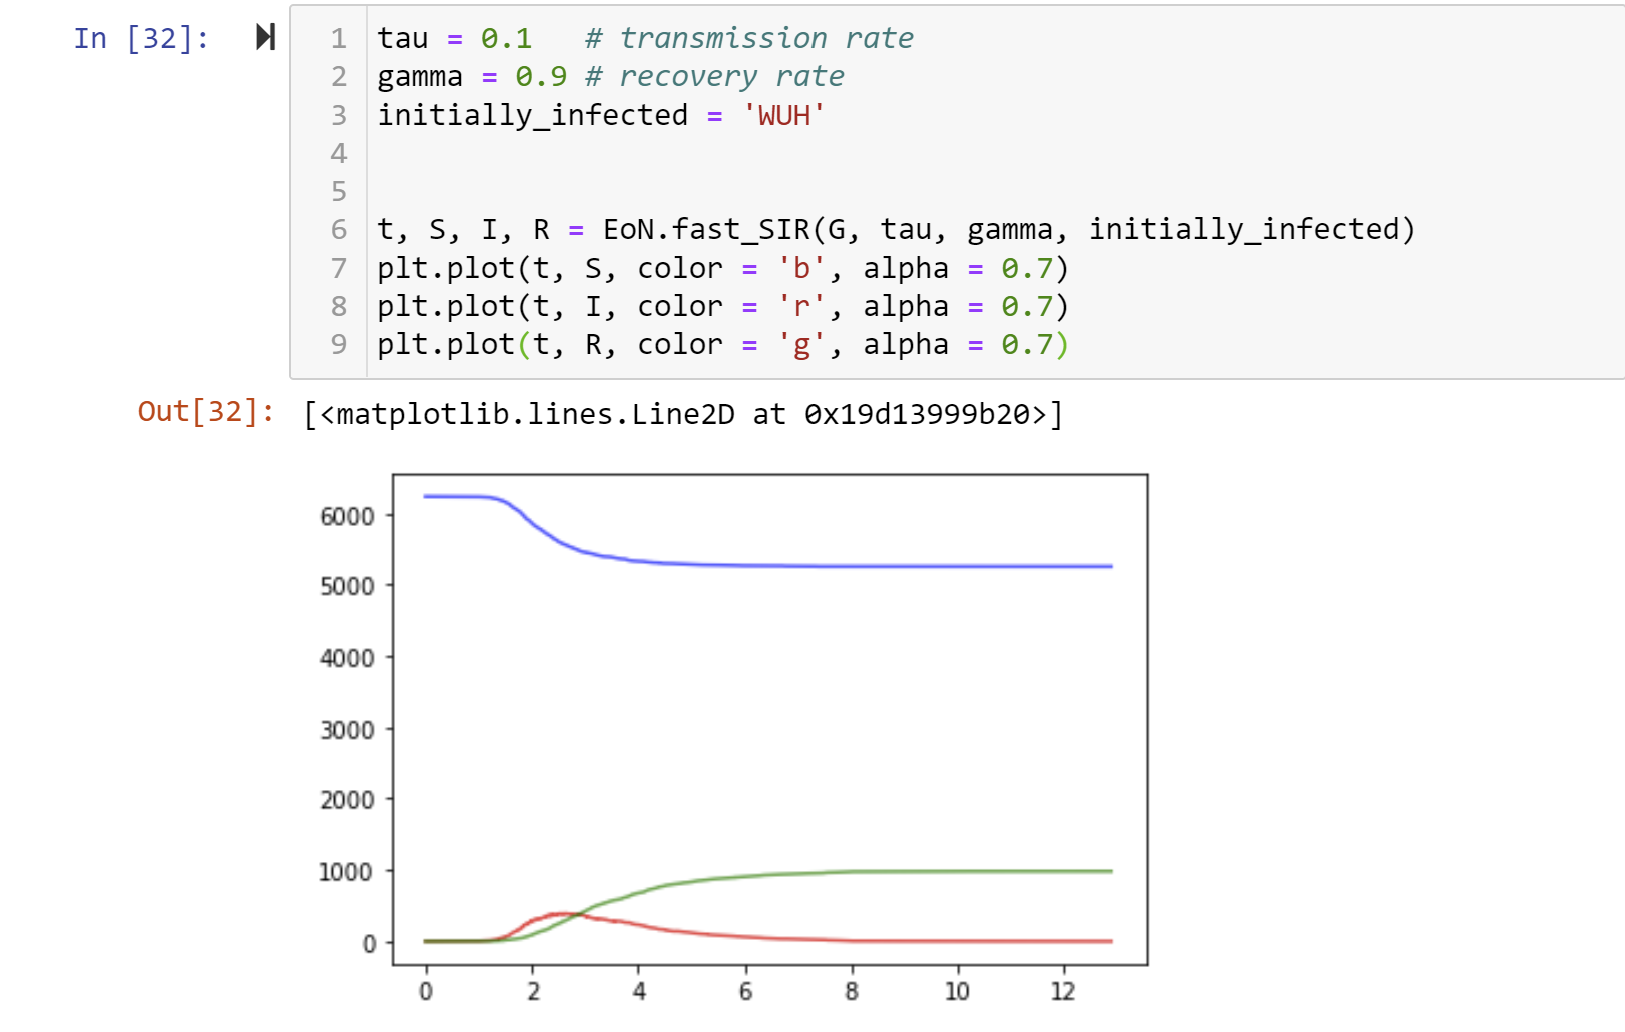 In [32]:
1 tau = 0.1   # transmission rate
2 gamma = 0.9 # recovery rate
3 initially_infected = 'WUH'
4
5
6 t, S, I, R = EoN.fast_SIR(G, tau, gamma, initially_infected)
7 plt.plot(t, S, color = 'b', alpha = 0.7)
8 plt.plot(t, I, color = 'r', alpha = 0.7)
9 plt.plot(t, R, color = 'g', alpha = 0.7)
Out[32]: [<matplotlib.lines.Line2D at 0x19d13999b20>]
6000
5000
4000
3000
2000
1000
0
0 2 4 6 8 10 12